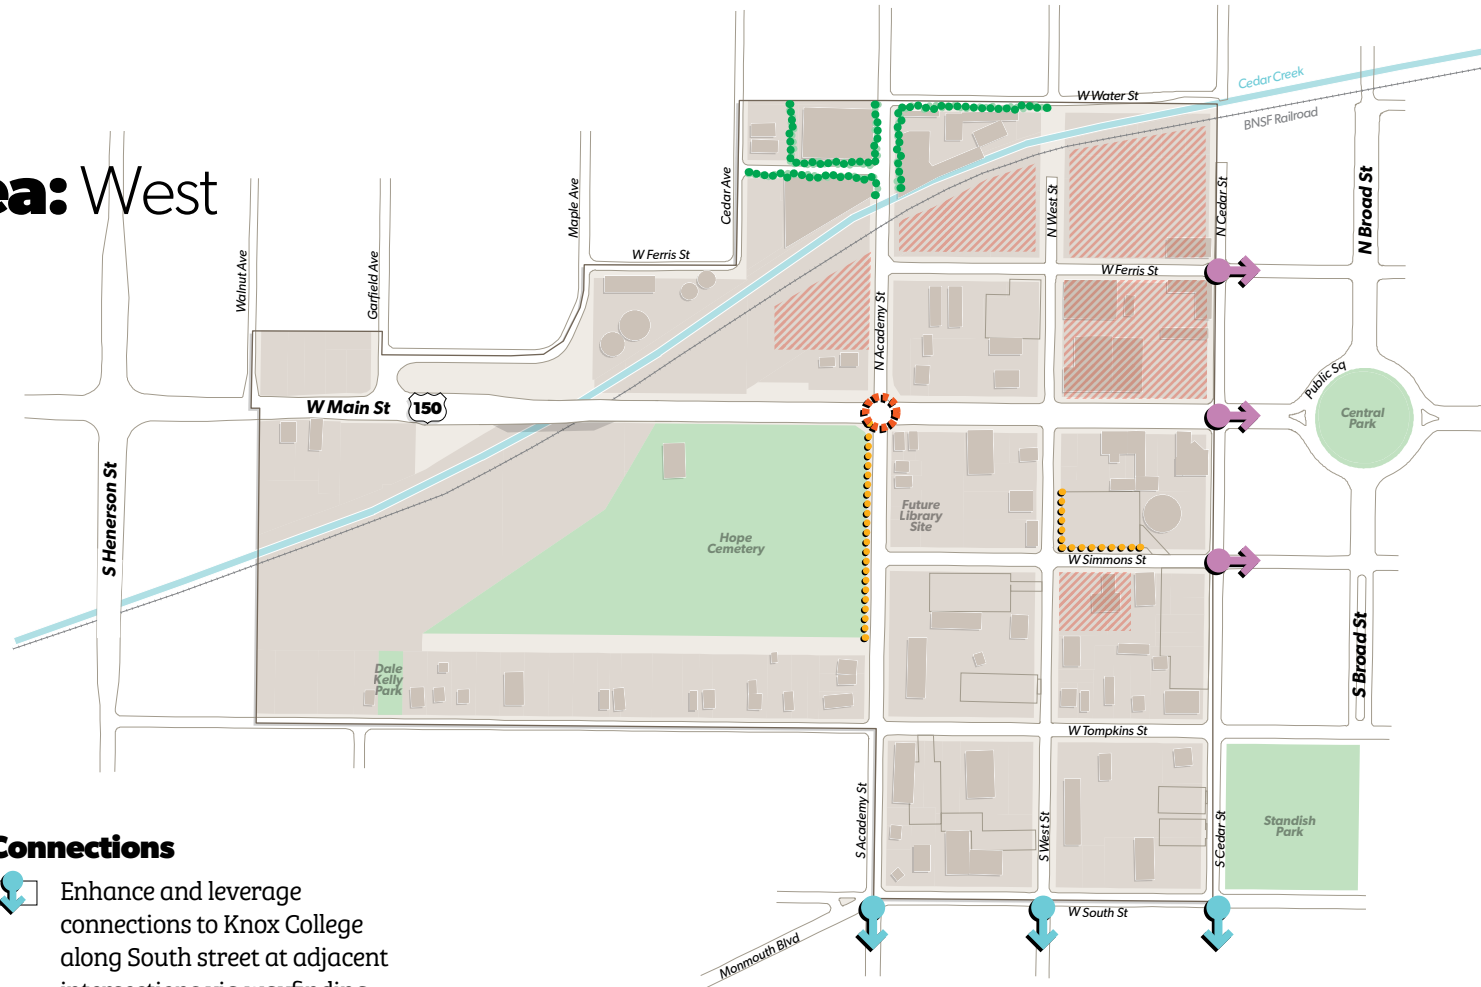 ea: West
Cedar Creek
BNSF Railroad
W Water St
N Broad St
Cedar Ave
Maple Ave
N West St
N Cedar St
Walnut Ave
Garfield Ave
W Ferris St
W Ferris St
N Academy St
Public Sq
Central
Park
W Main St
150
S Henerson St
Future
Library
Site
Hope
Cemetery
W Simmons St
S Broad St
Dale
Kelly
Park
W Tompkins St
S Academy St
S West St
S Cedar St
Standish
Park
W South St
Monmouth Blvd
Connections
Enhance and leverage
connections to Knox College
along South street at adjacent
intersections via wayfinding